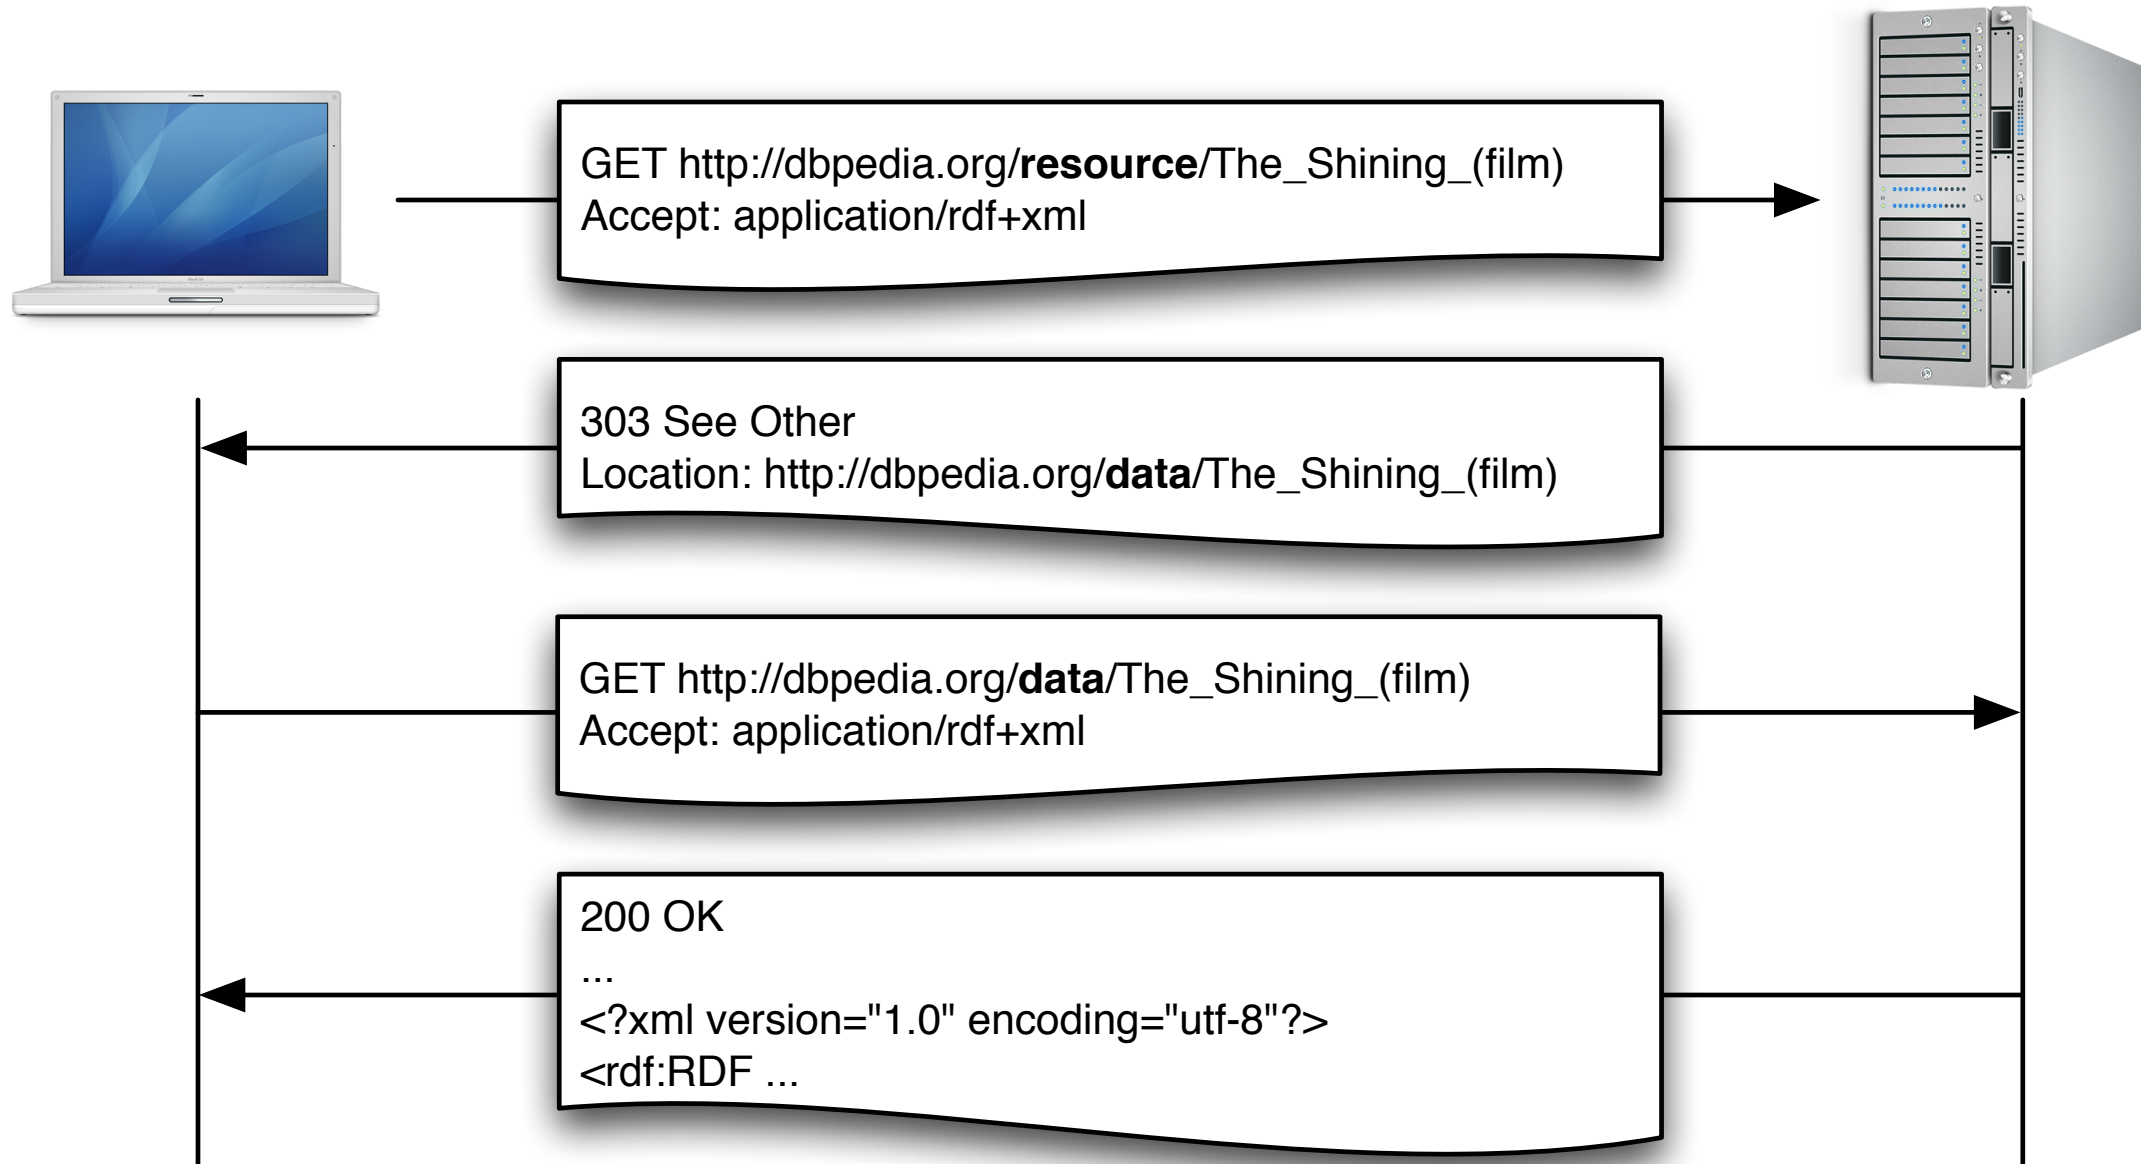 GET http://dbpedia.org/resource/The_Shining_(film)
Accept: application/rdf+xml
303 See Other
Location: http://dbpedia.org/data/The_Shining_(film)
GET http://dbpedia.org/data/The_Shining_(film)
Accept: application/rdf+xml
200 OK
...
<?xml version="1.0" encoding="utf-8"?>
<rdf:RDF ...